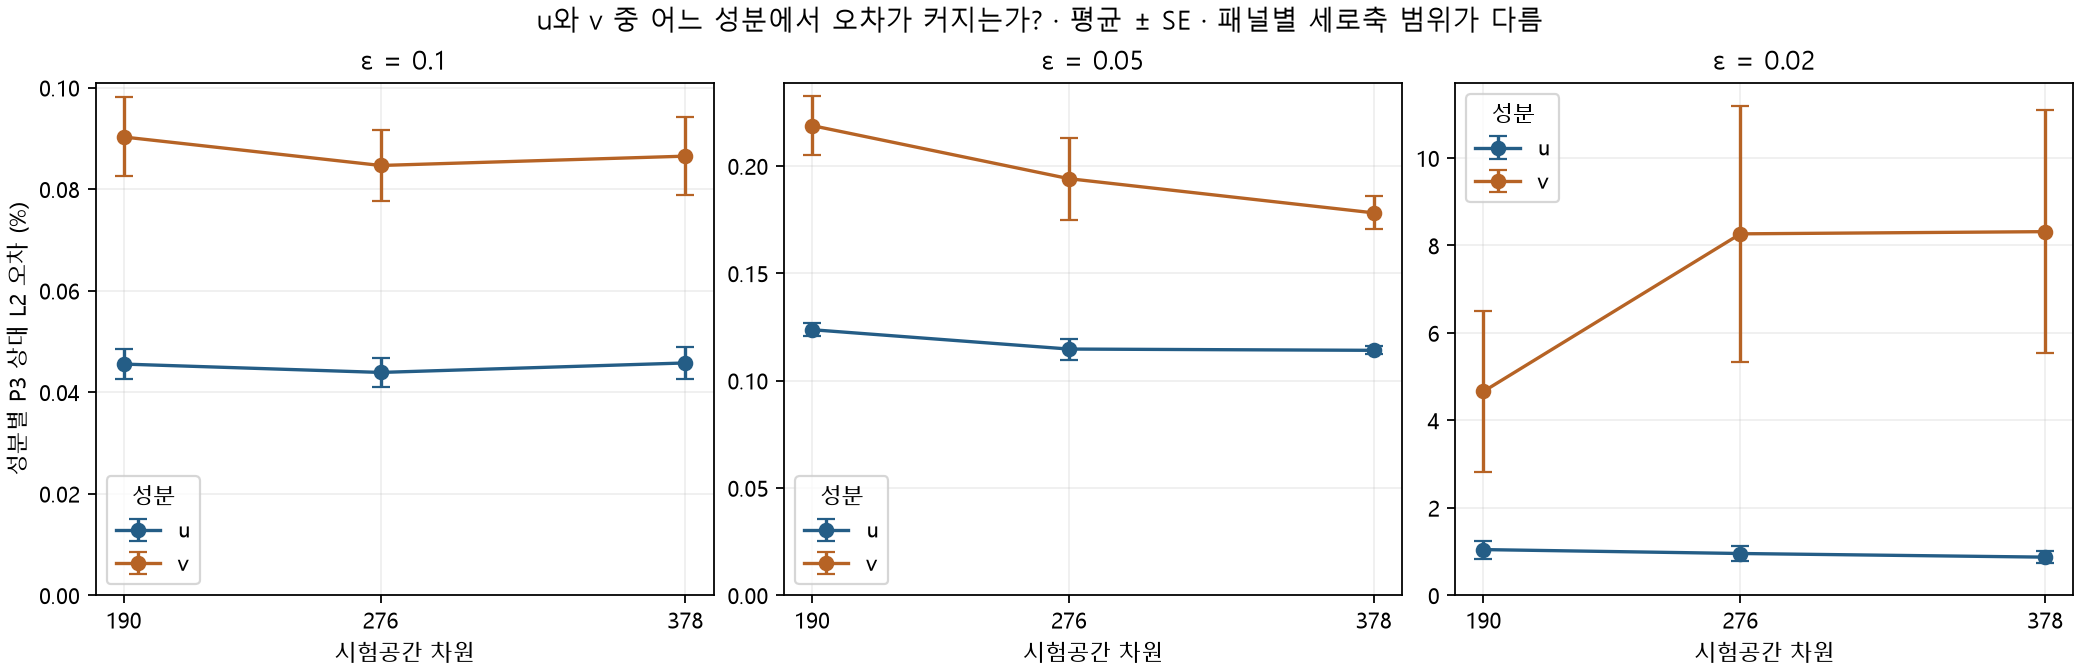 u와 v 중 어느 성분에서 오차가 커지는가? · 평균 ± SE · 패널별 세로축 범위가 다름
ε = 0.1
성분별 P3 상대 L2 오차 (%)
0.10
0.08
0.06
0.04
0.02
0.00
성분
u
v
190
276
378
시험공간 차원
ε = 0.05
0.20
0.15
0.10
0.05
0.00
성분
u
v
190
276
378
시험공간 차원
ε = 0.02
10
8
6
4
2
0
성분
u
v
190
276
378
시험공간 차원